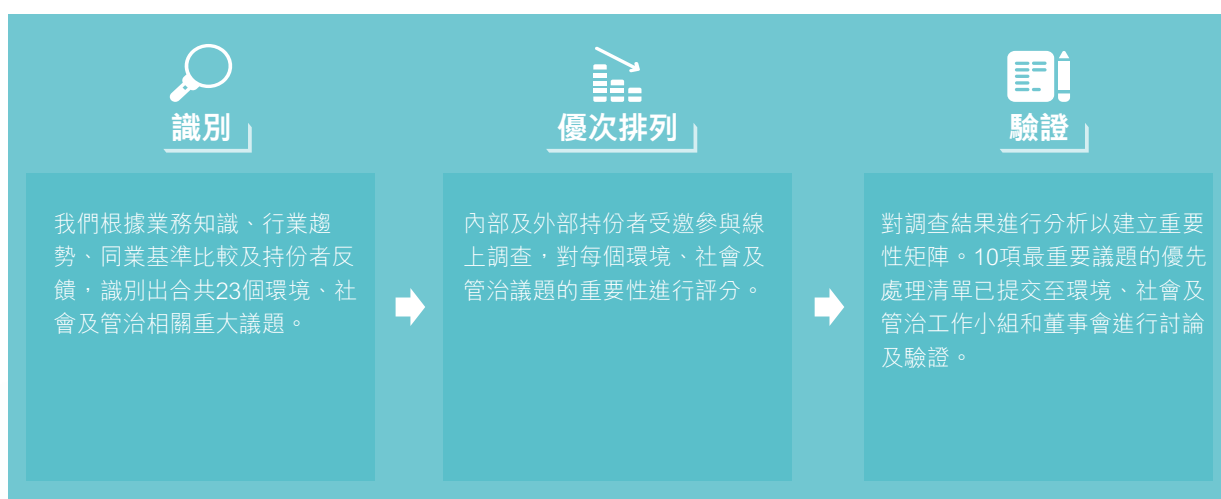 識別
我們根據業務知識、行業趨
勢、同業基準比較及持份者反
饋，識別出合共23個環境、社
會及管治相關重大議題。
優次排列
內部及外部持份者受邀參與線
上調查，對每個環境、社會及
管治議題的重要性進行評分。
驗證
對調查結果進行分析以建立重要
性矩陣。10項最重要議題的優先
處理清單已提交至環境、社會及
管治工作小組和董事會進行討論
及驗證。